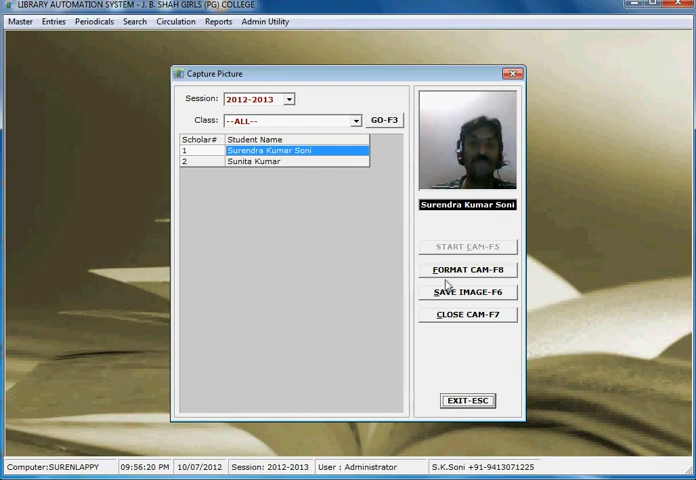 LIBRARY AUTOMATION SYSTEM - J. B. SHAH GIRLS (PG) COLLEGE
Master Entries Periodicals Search Circulation Reports Admin Utility
Capture Picture
Session: 2012-2013
Class: --ALL-- GO-F3
Scholar# Student Name
1 Surendra Kumar Soni
2 Sunita Kumar
Surendra Kumar Soni
START CAM-F5
FORMAT CAM-F8
SAVE IMAGE-F6
CLOSE CAM-F7
EXIT-ESC
Computer:SURENLAPPY 09:56:20 PM 10/07/2012 Session: 2012-2013 User : Administrator S.K.Soni +91-9413071225